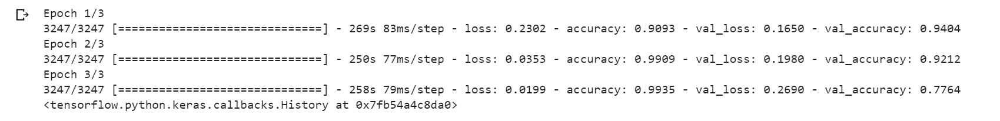 Epoch 1/3
3247/3247 [==============================] - 269s 83ms/step - loss: 0.2302 - accuracy: 0.9093 - val_loss: 0.1650 - val_accuracy: 0.9404
Epoch 2/3
3247/3247 [==============================] - 250s 77ms/step - loss: 0.0353 - accuracy: 0.9909 - val_loss: 0.1980 - val_accuracy: 0.9212
Epoch 3/3
3247/3247 [==============================] - 258s 79ms/step - loss: 0.0199 - accuracy: 0.9935 - val_loss: 0.2690 - val_accuracy: 0.7764
<tensorflow.python.keras.callbacks.History at 0x7fb54a4c8da0>